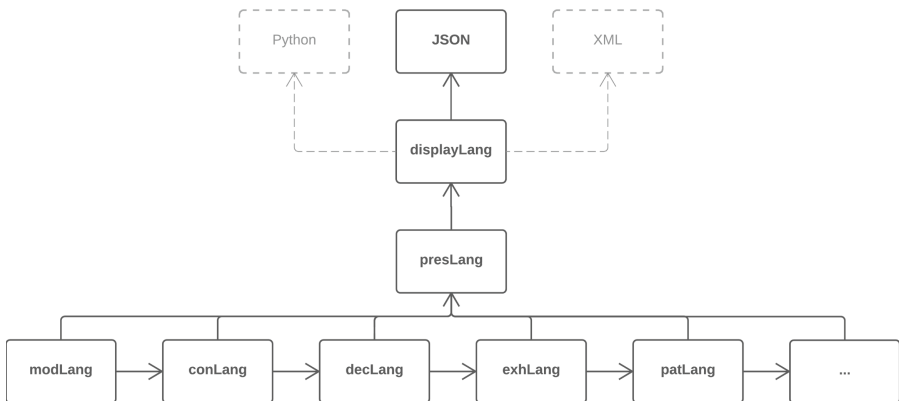 Python
JSON
XML
displayLang
presLang
modLang
conLang
decLang
exhLang
patLang
...